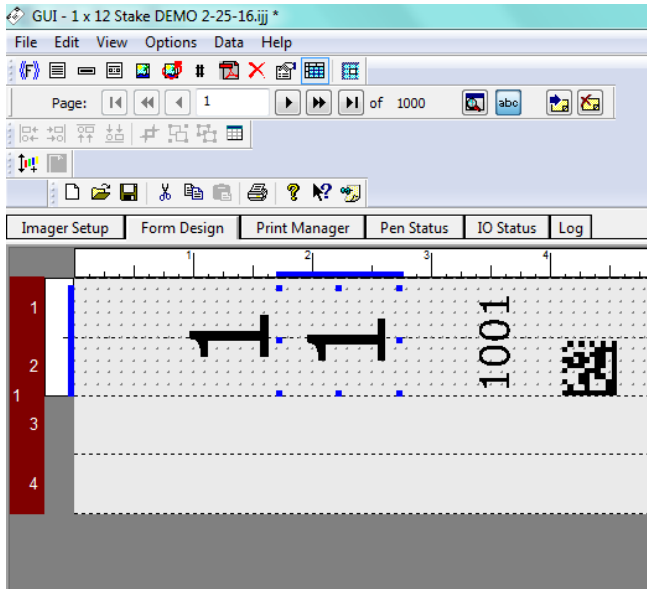 GUI - 1 x 12 Stake DEMO 2-25-16.ijj *
File Edit View Options Data Help
{F} #
Page: 1 of 1000 abc
Imager Setup Form Design Print Manager Pen Status IO Status Log
1 2 3 4
1
2
1
3
4
1
1
1001